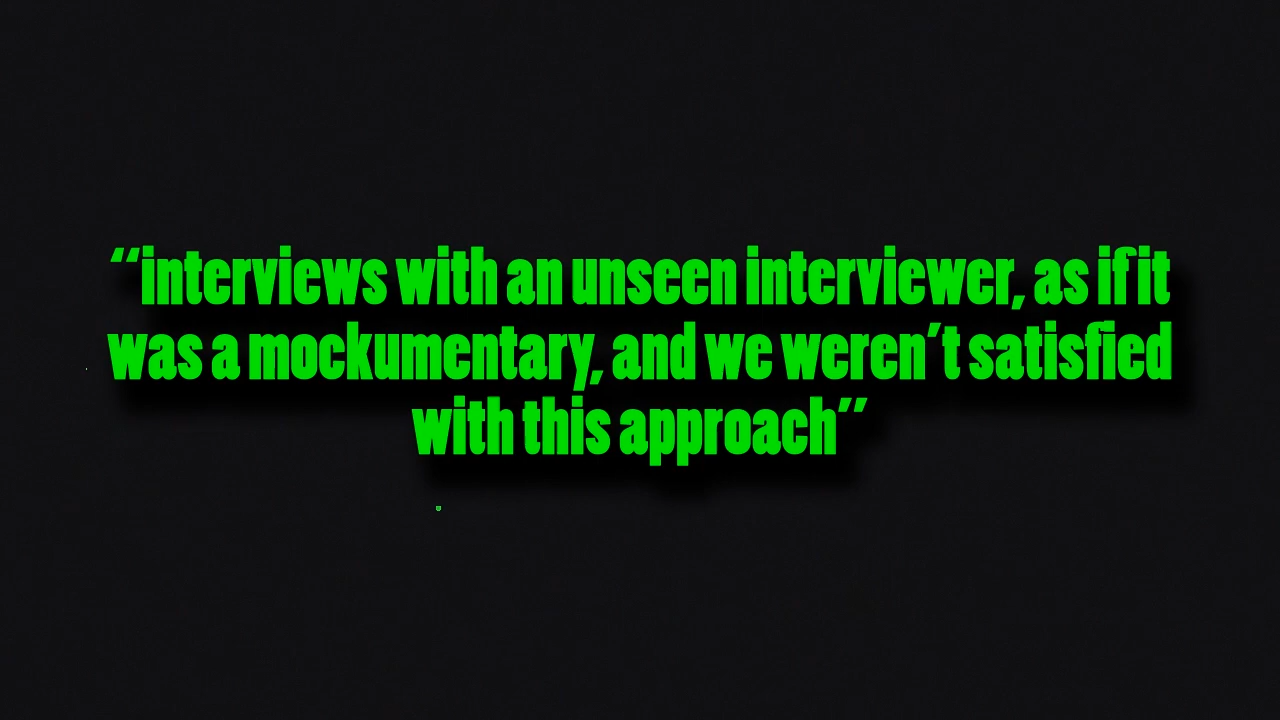 “interviews with an unseen interviewer, as if it
was a mockumentary, and we weren’t satisfied
with this approach”